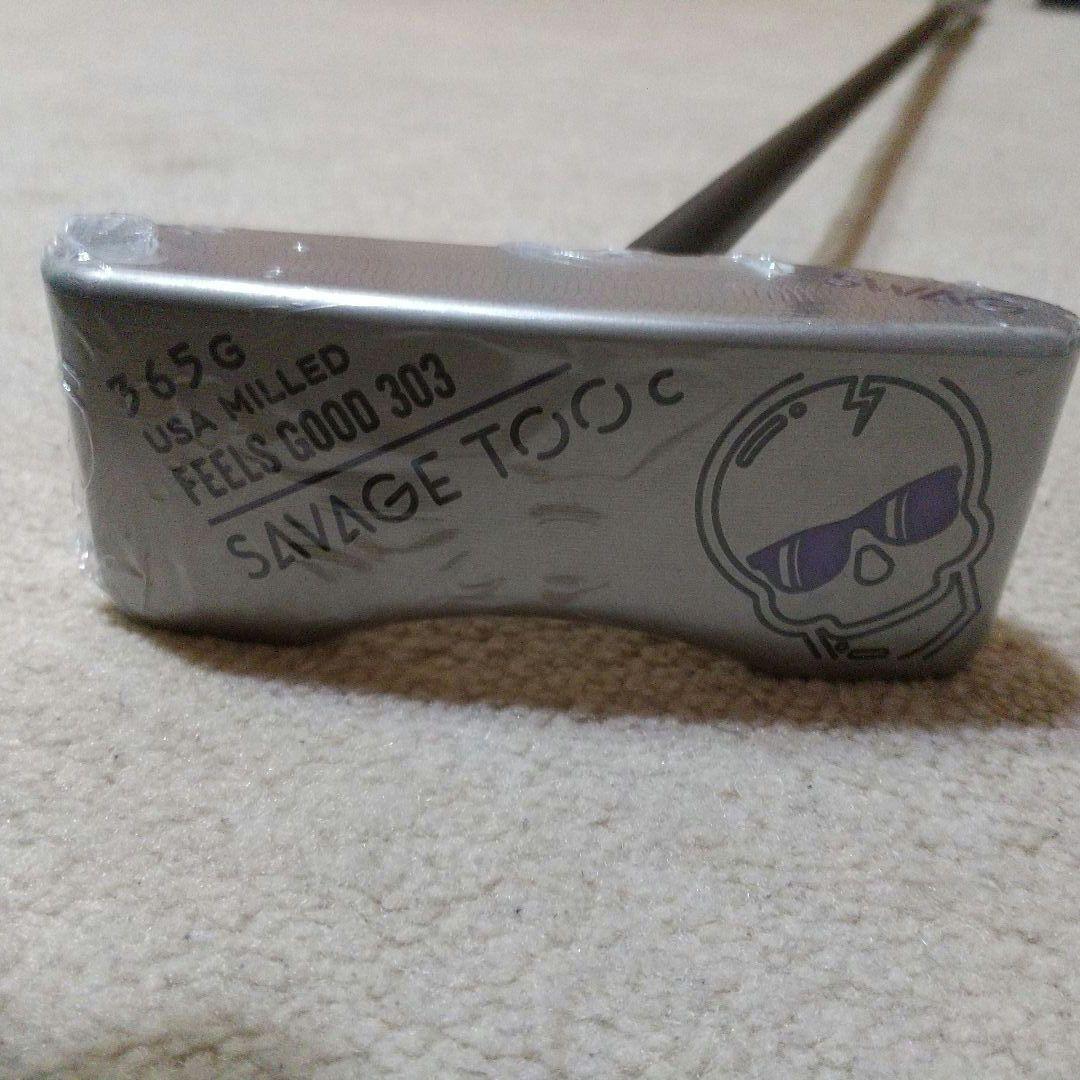 365G
USA MILLED
FEELS GOOD 303
SAVAGE TOO C